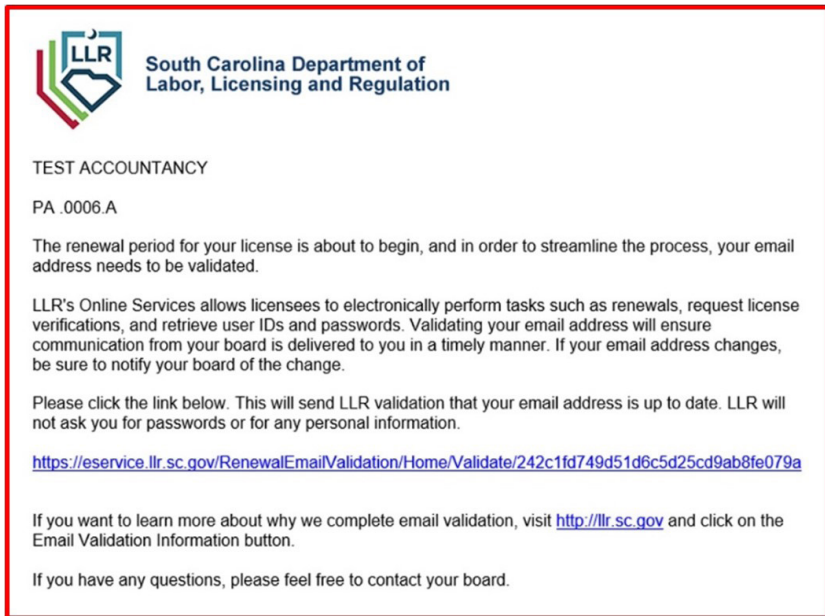 LLR
South Carolina Department of
Labor, Licensing and Regulation
TEST ACCOUNTANCY
PA .0006.A
The renewal period for your license is about to begin, and in order to streamline the process, your email
address needs to be validated.
LLR's Online Services allows licensees to electronically perform tasks such as renewals, request license
verifications, and retrieve user IDs and passwords. Validating your email address will ensure
communication from your board is delivered to you in a timely manner. If your email address changes,
be sure to notify your board of the change.
Please click the link below. This will send LLR validation that your email address is up to date. LLR will
not ask you for passwords or for any personal information.
https://eservice.llr.sc.gov/RenewalEmailValidation/Home/Validate/242c1fd749d51d6c5d25cd9ab8fe079a
If you want to learn more about why we complete email validation, visit http://llr.sc.gov and click on the
Email Validation Information button.
If you have any questions, please feel free to contact your board.